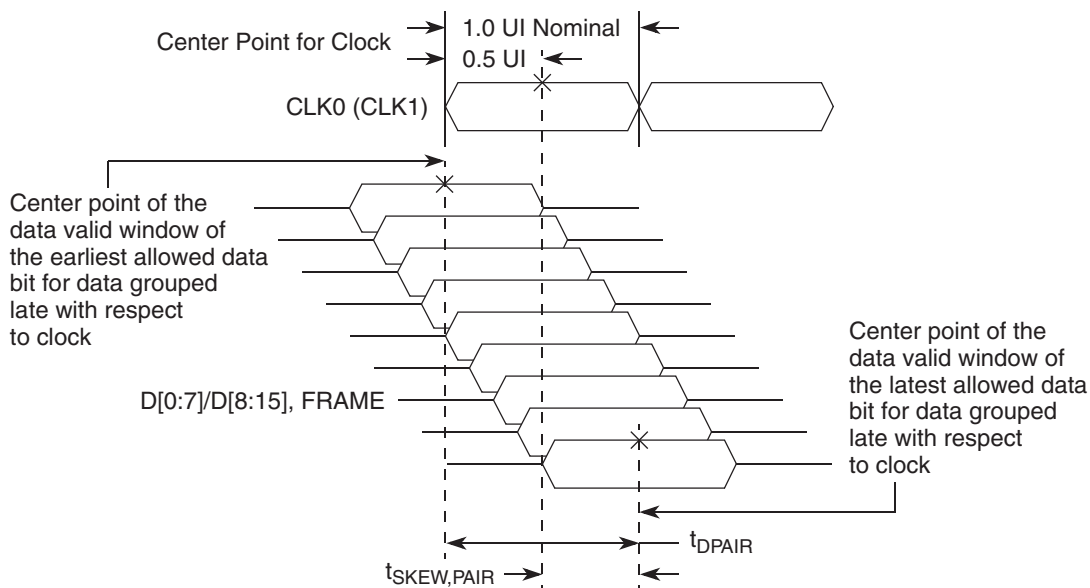 1.0 UI Nominal
Center Point for Clock
0.5 UI
CLK0 (CLK1)
Center point of the
data valid window of
the earliest allowed data
bit for data grouped
late with respect
to clock
Center point of the
data valid window of
the latest allowed data
bit for data grouped
late with respect
to clock
D[0:7]/D[8:15], FRAME
tDPAIR
tSKEW,PAIR